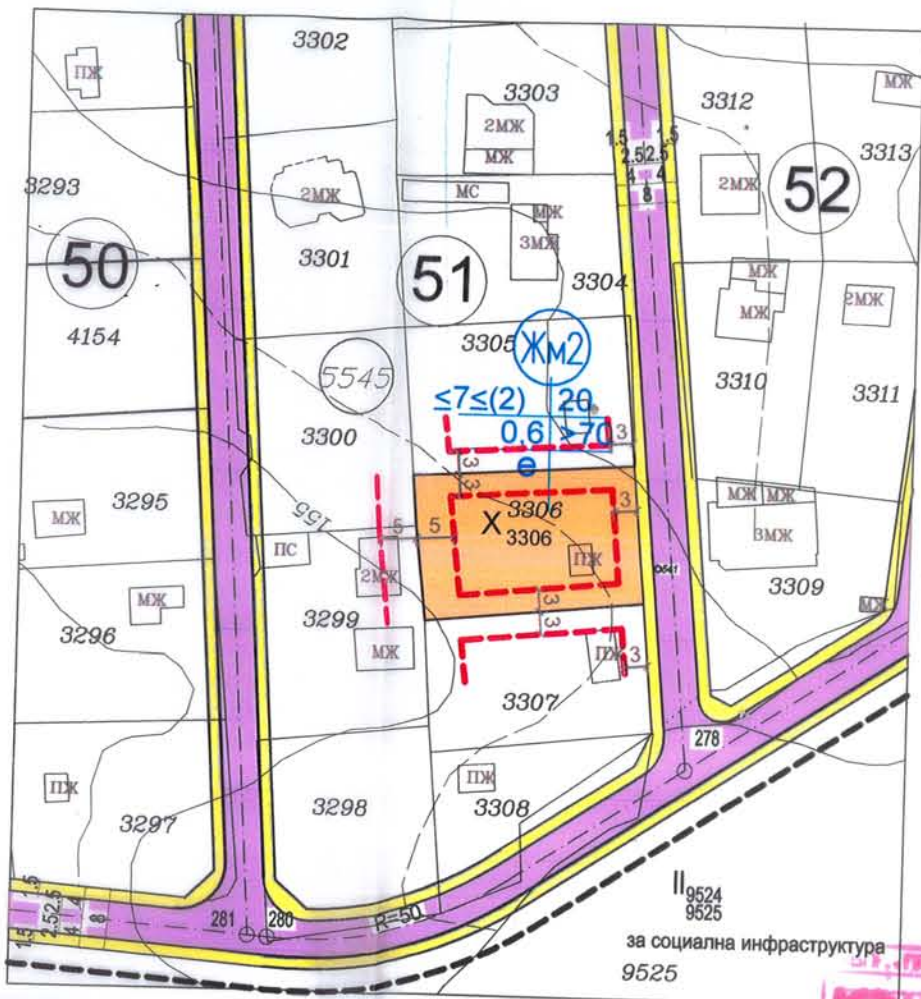 3302
ПЖ
3303
2МЖ
МЖ
3312
МЖ
3313
1.5 1.5
2.5 2.5
4 4
8
2МЖ
52
3293
2МЖ
МС
МЖ
3МЖ
50
3301
51
3304
МЖ
МЖ
2МЖ
4154
5545
3305
Жм2
3310
3311
≤7≤(2) 20
0,6 >70
е
3
3300
3
3
3306
X 3306
3
3295
МЖ
155
5 5
ПЖ
МЖ МЖ
3МЖ
ПС
2МЖ
О541
3309
МЖ
МЖ
3296
3299
МЖ
3
3
ПЖ
3
3307
278
ПЖ
3297
3298
ПЖ
3308
1.5
2.5 2.5
1.5
4
4
8
281
280
R=50
II 9524
9525
за социална инфраструктура
9525